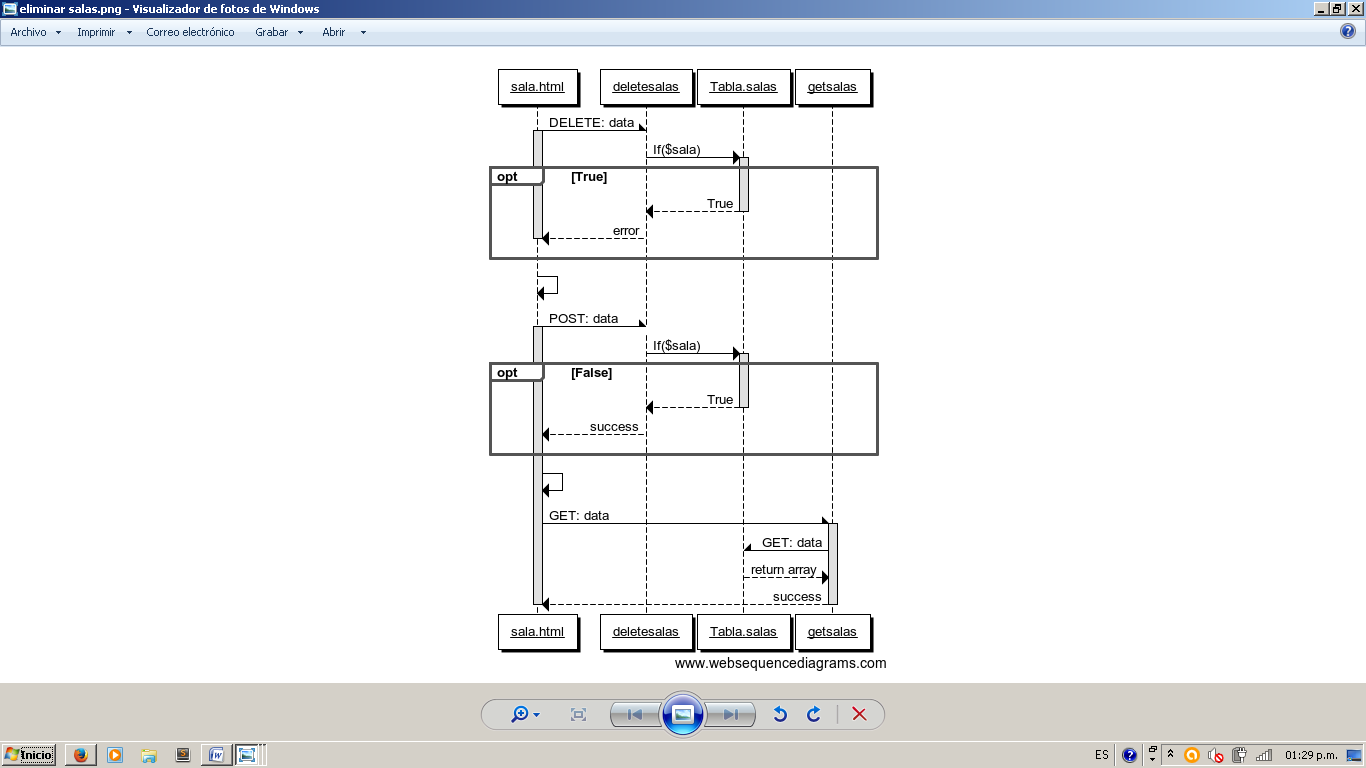 eliminar salas.png - Visualizador de fotos de Windows
Archivo Imprimir Correo electrónico Grabar Abrir
sala.html deletesalas Tabla.salas getsalas
DELETE: data
If($sala)
opt [True]
True
error
POST: data
If($sala)
opt [False]
True
success
GET: data
GET: data
return array
success
sala.html deletesalas Tabla.salas getsalas
www.websequencediagrams.com
Inicio
ES
01:29 p.m.